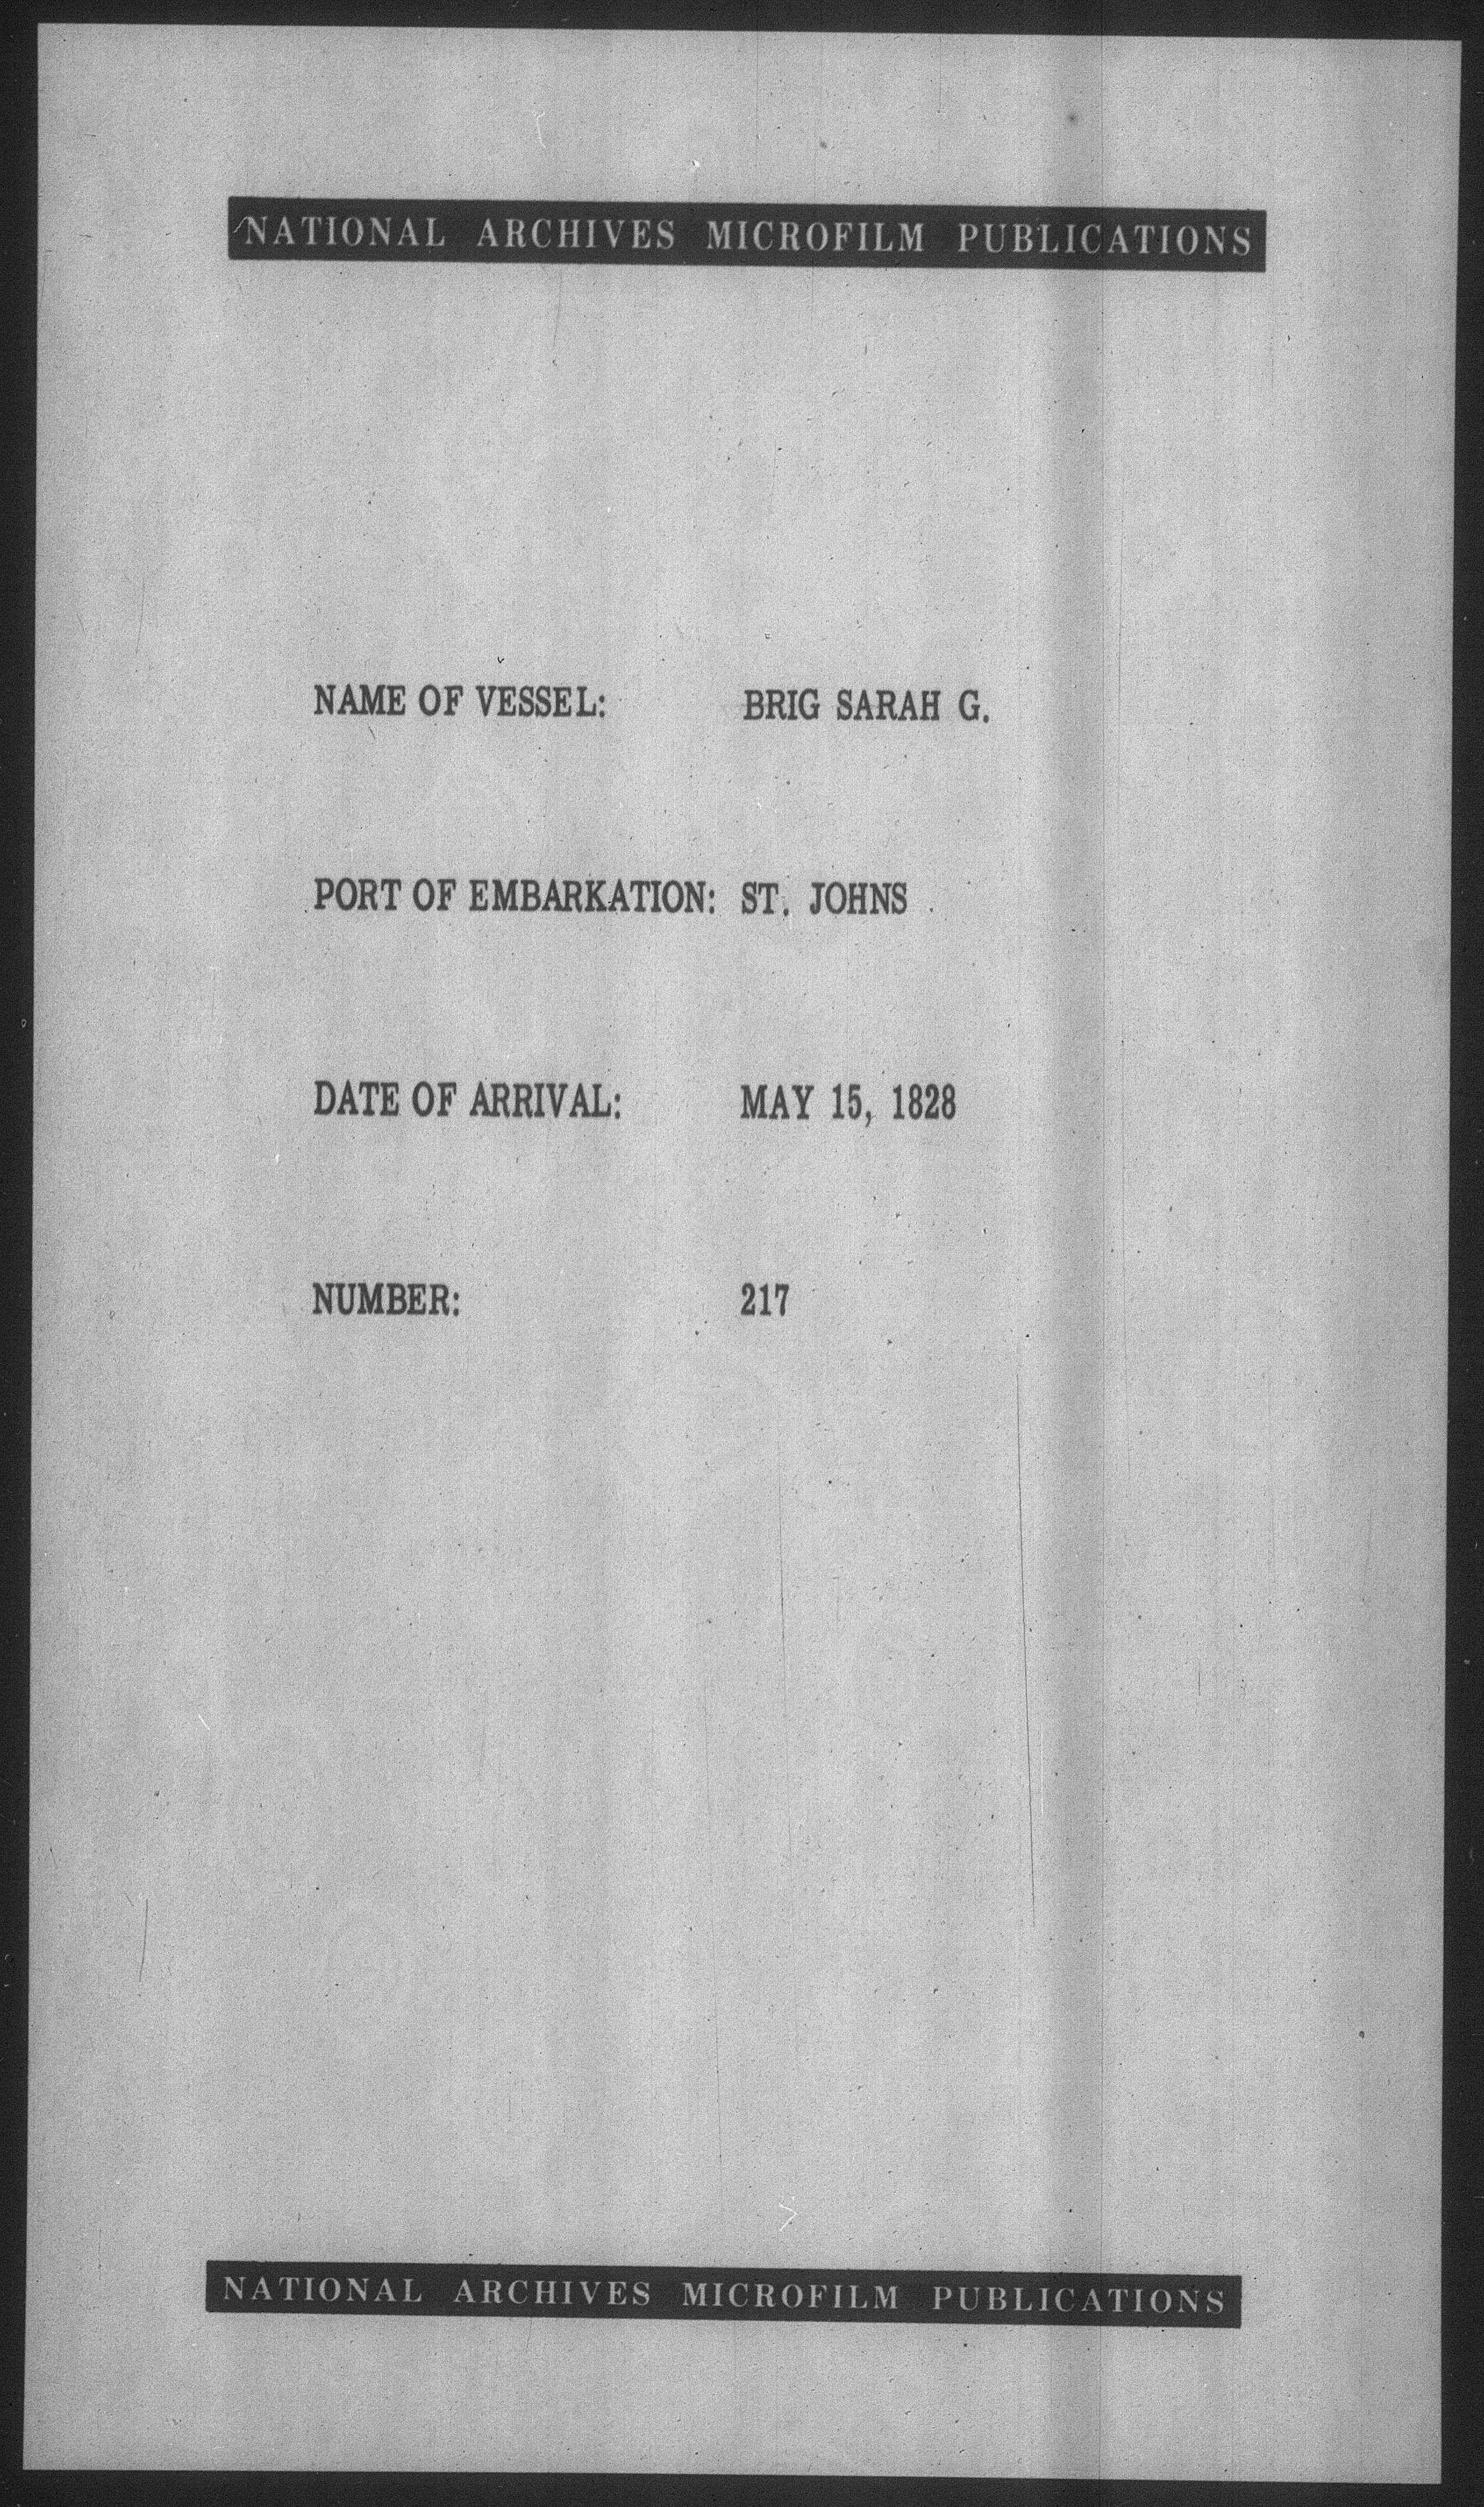 NATIONAL ARCHIVES MICROFILM PUBLICATIONS
NAME OF VESSEL: BRIG SARAH G.
PORT OF EMBARKATION: ST. JOHNS
DATE OF ARRIVAL: MAY 15, 1828
NUMBER: 217
NATIONAL ARCHIVES MICROFILM PUBLICATIONS